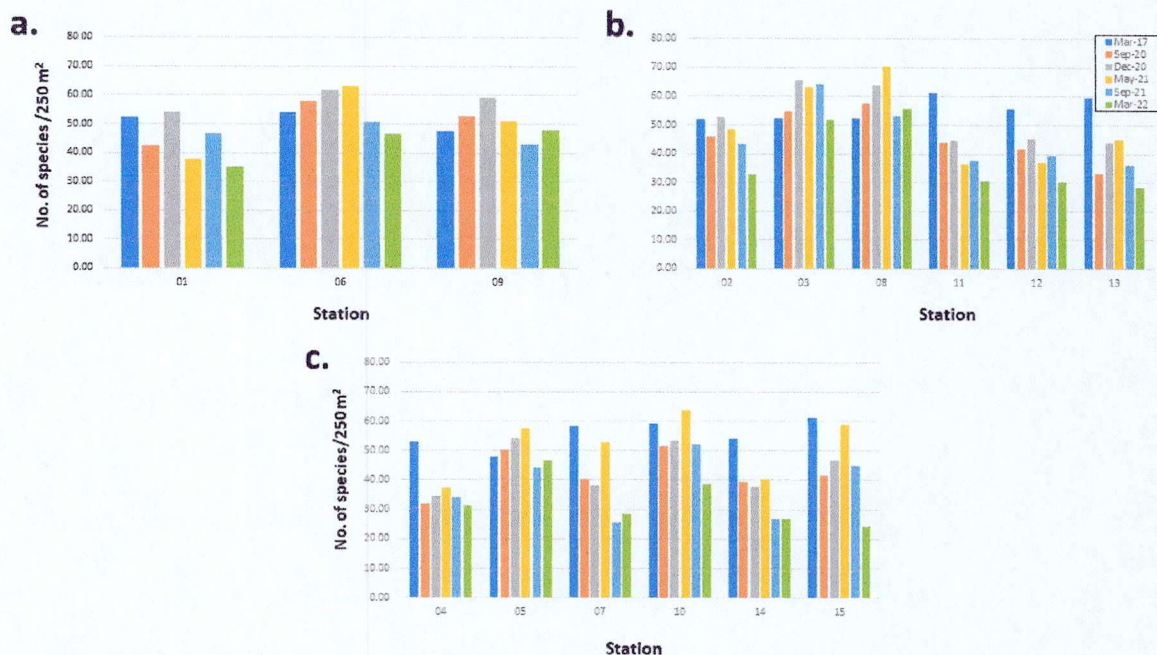 a.
No. of species /250 m²
80.00
70.00
60.00
50.00
40.00
30.00
20.00
10.00
0.00
01 06 09
Station
b.
80.00
70.00
60.00
50.00
40.00
30.00
20.00
10.00
0.00
Mar-17
Sep-20
Dec-20
May-21
Sep-21
Mar-22
02 03 08 11 12 13
Station
c.
No. of species/250 m²
80.00
70.00
60.00
50.00
40.00
30.00
20.00
10.00
0.00
04 05 07 10 14 15
Station